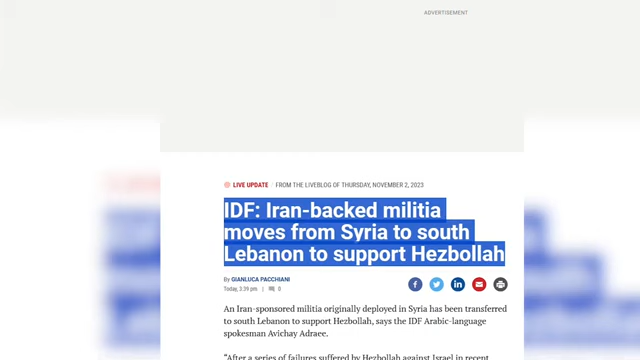 ADVERTISEMENT
LIVE UPDATE / FROM THE LIVEBLOG OF THURSDAY, NOVEMBER 2, 2023
IDF: Iran-backed militia
moves from Syria to south
Lebanon to support Hezbollah
By GIANLUCA PACCHIANI
Today, 3:39 pm | 0
An Iran-sponsored militia originally deployed in Syria has been transferred
to south Lebanon to support Hezbollah, says the IDF Arabic-language
spokesman Avichay Adraee.
“After a series of failures suffered by Hezbollah against Israel in recent